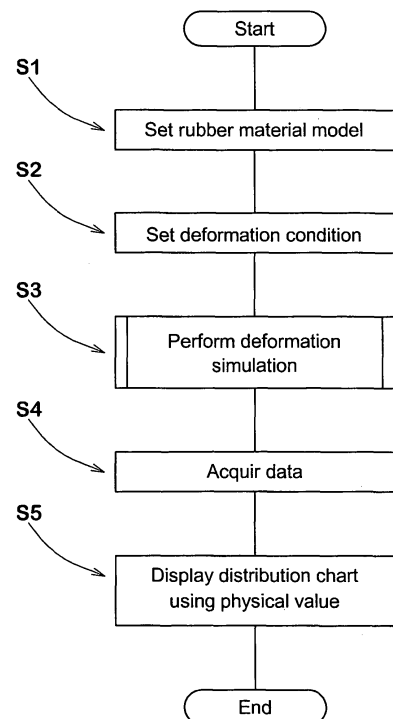 Start
S1
Set rubber material model
S2
Set deformation condition
S3
Perform deformation
simulation
S4
Acquir data
S5
Display distribution chart
using physical value
End